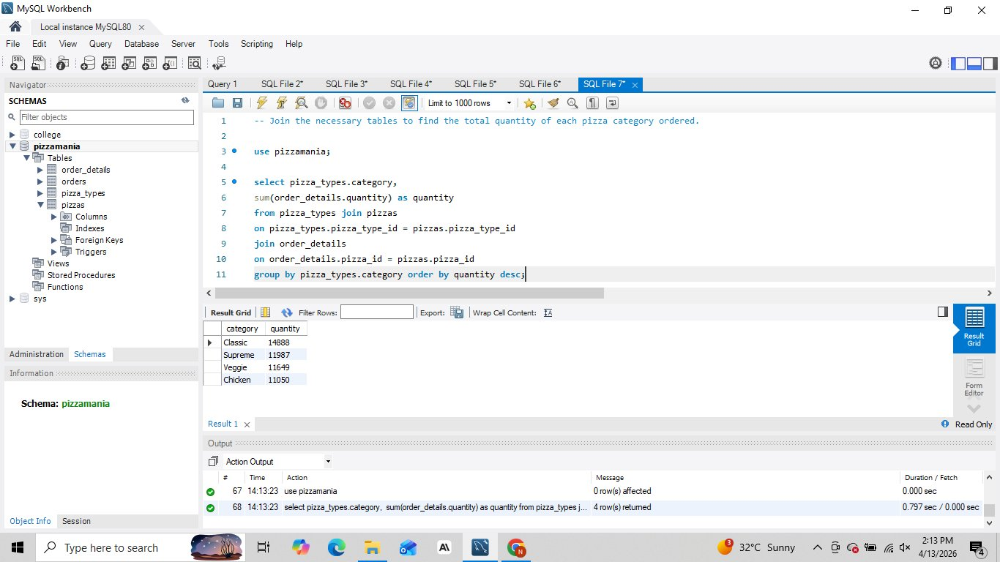 MySQL Workbench
Local instance MySQL80
File Edit View Query Database Server Tools Scripting Help
Navigator
SCHEMAS
Filter objects
college
pizzamania
Tables
order_details
orders
pizza_types
pizzas
Columns
Indexes
Foreign Keys
Triggers
Views
Stored Procedures
Functions
sys
Administration Schemas
Information
Schema: pizzamania
Object Info Session
Query 1 SQL File 2* SQL File 3* SQL File 4* SQL File 5* SQL File 6* SQL File 7*
Limit to 1000 rows
1 -- Join the necessary tables to find the total quantity of each pizza category ordered.
2
3 use pizzamania;
4
5 select pizza_types.category,
6 sum(order_details.quantity) as quantity
7 from pizza_types join pizzas
8 on pizza_types.pizza_type_id = pizzas.pizza_type_id
9 join order_details
10 on order_details.pizza_id = pizzas.pizza_id
11 group by pizza_types.category order by quantity desc;
Result Grid Filter Rows: Export: Wrap Cell Content:
category quantity
Classic 14888
Supreme 11987
Veggie 11649
Chicken 11050
Result Grid
Form Editor
Result 1
Read Only
Output
Action Output
# Time Action Message Duration / Fetch
67 14:13:23 use pizzamania 0 row(s) affected 0.000 sec
68 14:13:23 select pizza_types.category, sum(order_details.quantity) as quantity from pizza_types j... 4 row(s) returned 0.797 sec / 0.000 sec
Type here to search
3
32°C Sunny
2:13 PM
4/13/2026
4